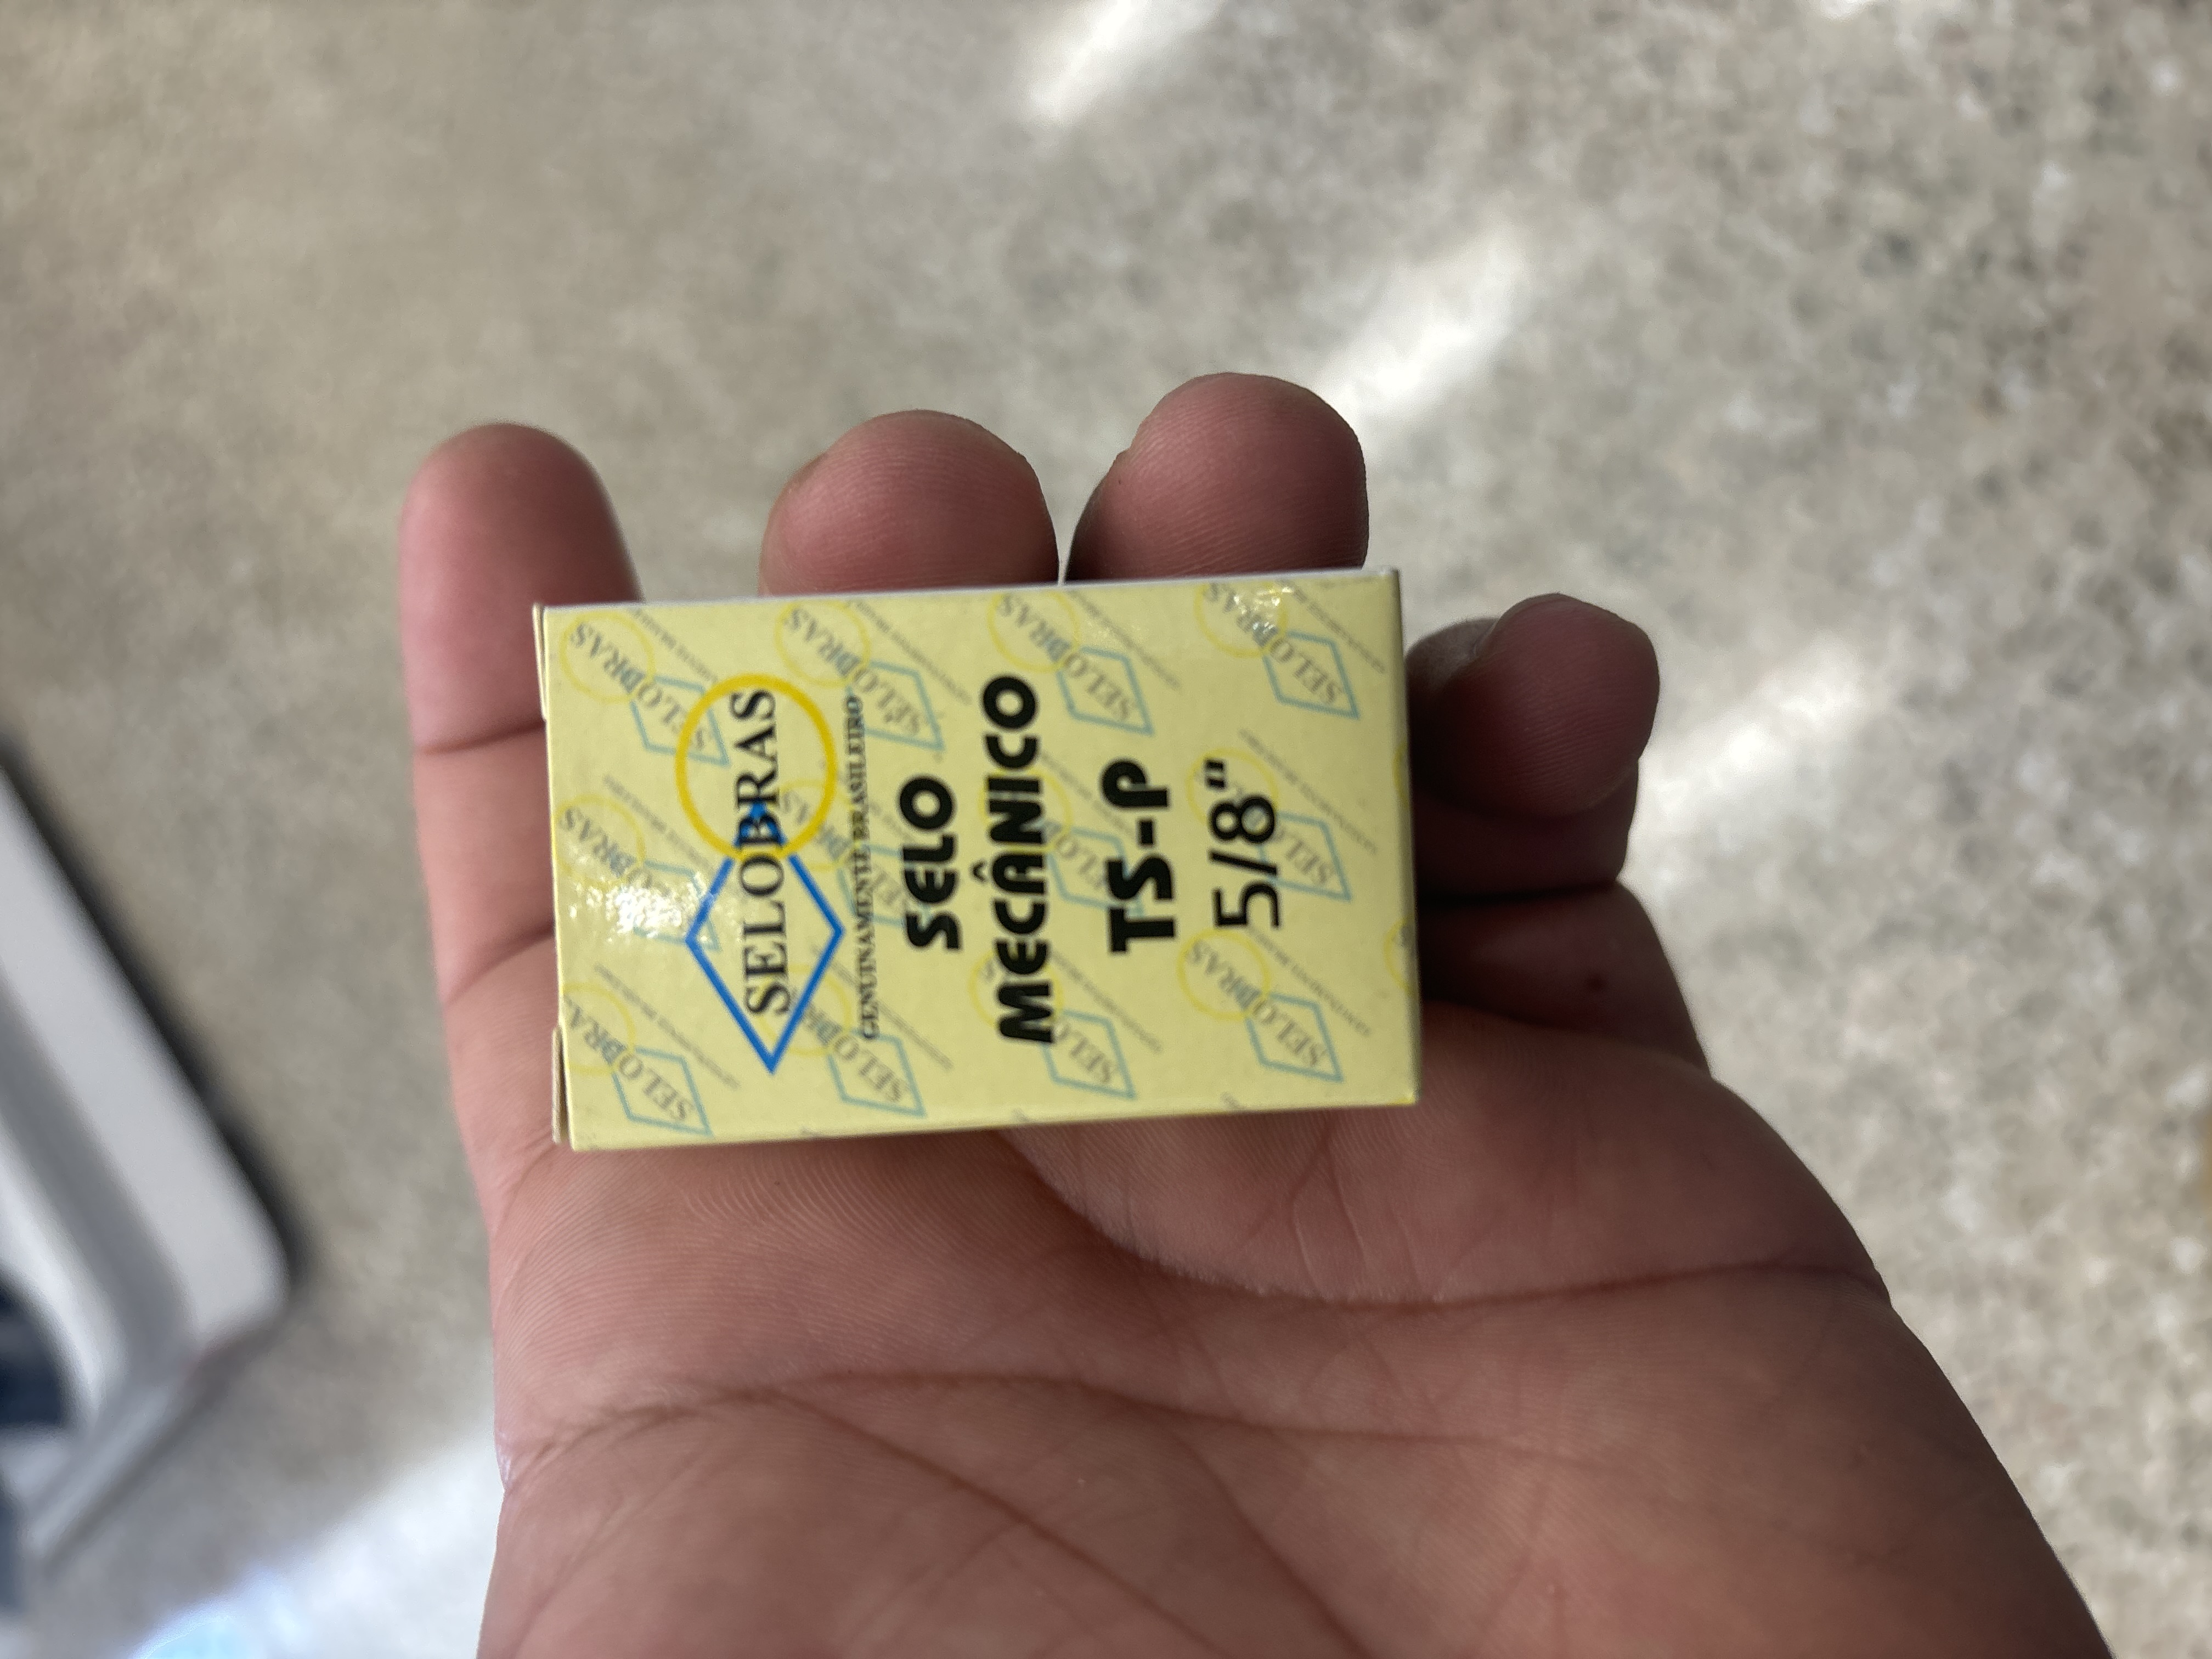 SELOBRAS
GENUINAMENTE BRASILEIRO
SELO
MECÂNICO
TS-P
5/8"